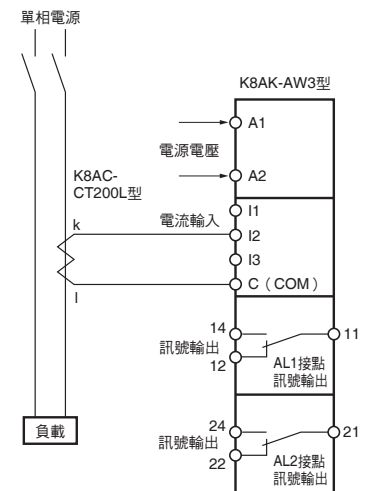 單相電源
K8AK-AW3型
A1
電源電壓
A2
K8AC-
CT200L型
I1
k
電流輸入
I2
I3
C（COM）
l
14
11
訊號輸出
12
AL1接點
訊號輸出
負載
24
21
訊號輸出
22
AL2接點
訊號輸出